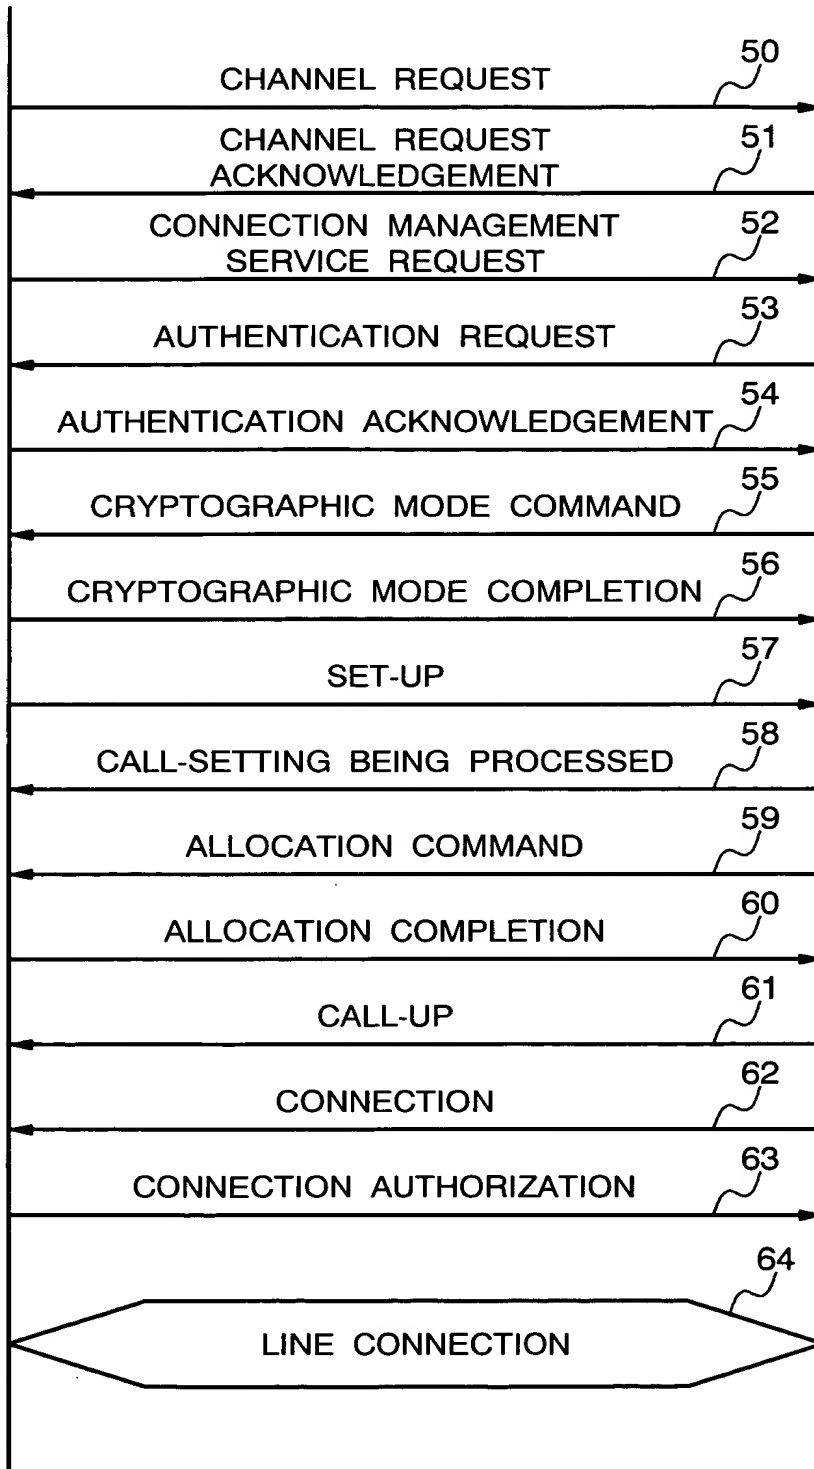 50
CHANNEL REQUEST
51
CHANNEL REQUEST
ACKNOWLEDGEMENT
52
CONNECTION MANAGEMENT
SERVICE REQUEST
53
AUTHENTICATION REQUEST
54
AUTHENTICATION ACKNOWLEDGEMENT
55
CRYPTOGRAPHIC MODE COMMAND
56
CRYPTOGRAPHIC MODE COMPLETION
57
SET-UP
58
CALL-SETTING BEING PROCESSED
59
ALLOCATION COMMAND
60
ALLOCATION COMPLETION
61
CALL-UP
62
CONNECTION
63
CONNECTION AUTHORIZATION
64
LINE CONNECTION